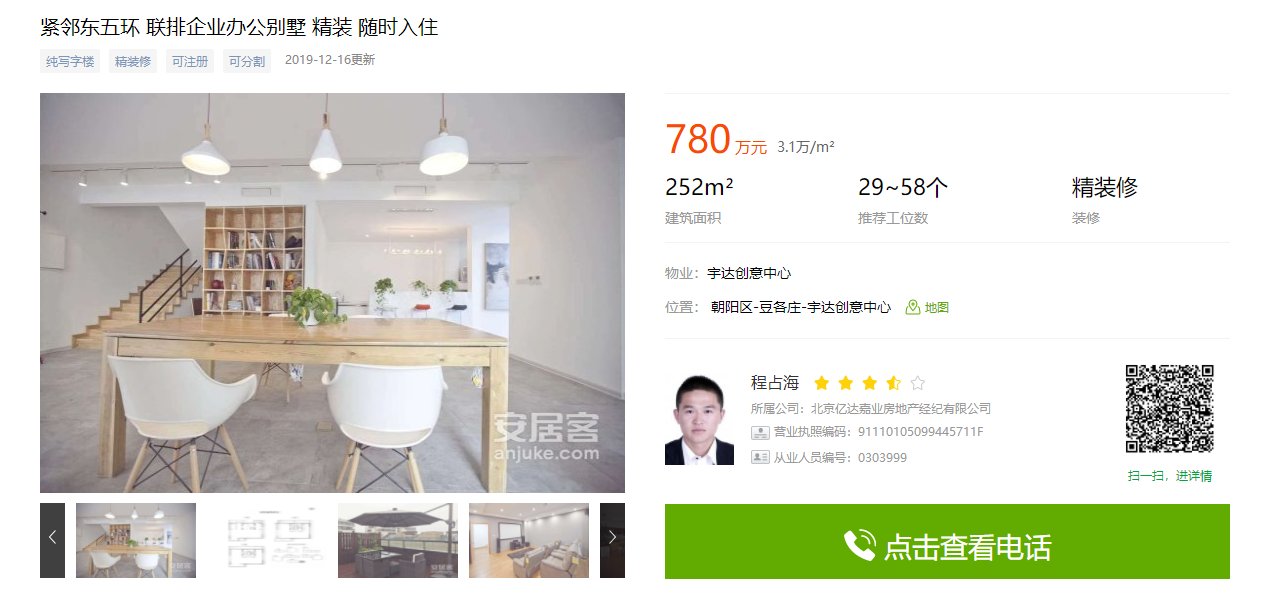 紧邻东五环 联排企业办公别墅 精装 随时入住
纯写字楼 精装修 可注册 可分割 2019-12-16更新
780万元 3.1万/m²
252m² 29~58个 精装修
建筑面积 推荐工位数 装修
物业: 宇达创意中心
位置: 朝阳区-豆各庄-宇达创意中心 地图
安居客
anjuke.com
程占海
所属公司: 北京亿达嘉业房地产经纪有限公司
营业执照编码: 91110105099445711F
从业人员编号: 0303999
扫一扫，进详情
安居客
点击查看电话